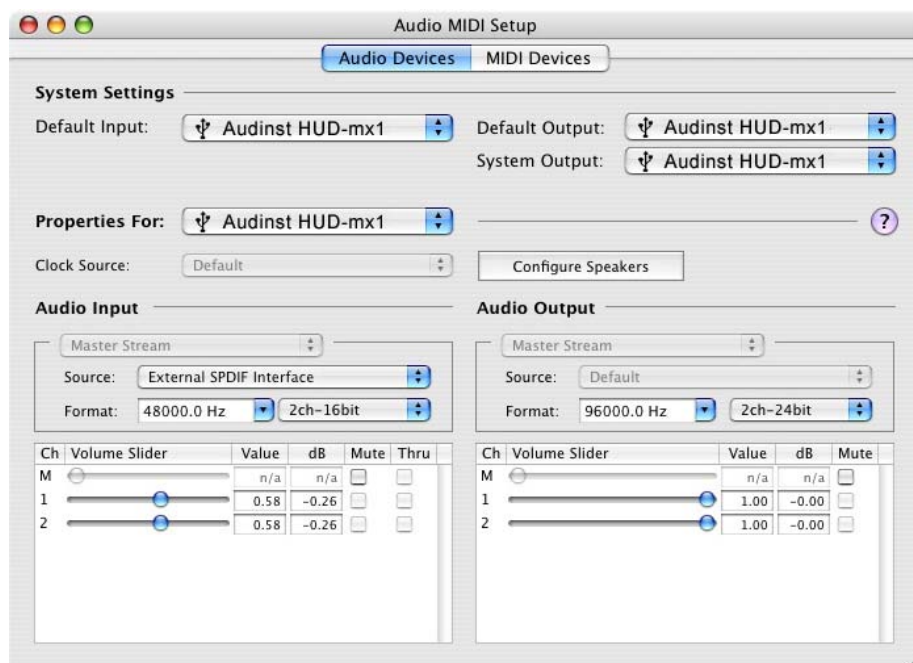 Audio MIDI Setup
Audio Devices MIDI Devices
System Settings
Default Input: Audinst HUD-mx1
Default Output: Audinst HUD-mx1
System Output: Audinst HUD-mx1
Properties For: Audinst HUD-mx1
?
Clock Source: Default
Configure Speakers
Audio Input
Master Stream
Source: External SPDIF Interface
Format: 48000.0 Hz 2ch-16bit
Ch Volume Slider Value dB Mute Thru
M n/a n/a
1 0.58 -0.26
2 0.58 -0.26
Audio Output
Master Stream
Source: Default
Format: 96000.0 Hz 2ch-24bit
Ch Volume Slider Value dB Mute
M n/a n/a
1 1.00 -0.00
2 1.00 -0.00